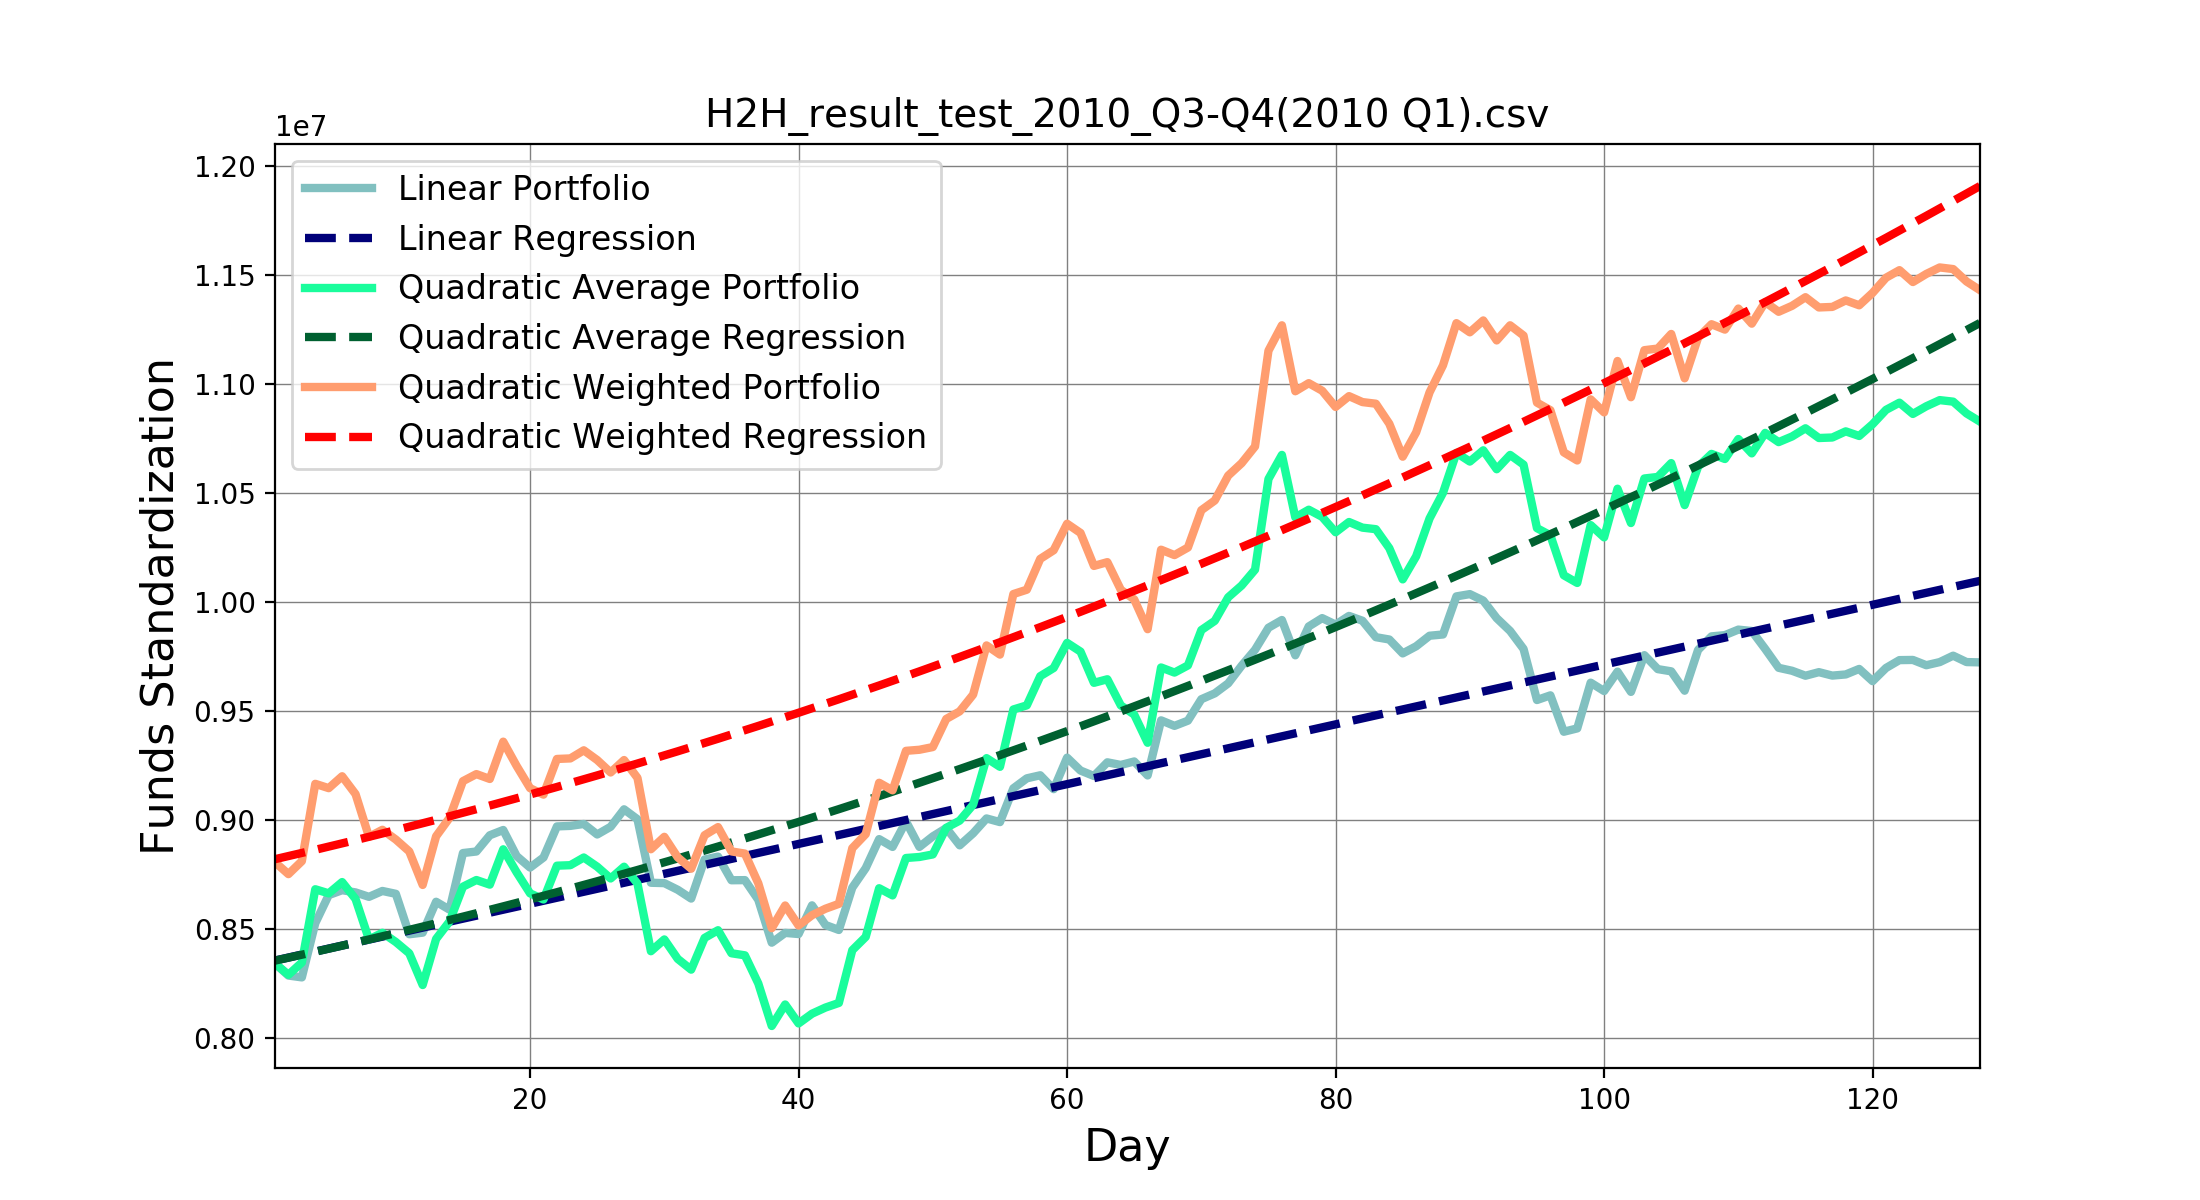 H2H_result_test_2010_Q3-Q4(2010 Q1).csv
1e7
1.20
1.15
1.10
1.05
1.00
0.95
0.90
0.85
0.80
Funds Standardization
Linear Portfolio
Linear Regression
Quadratic Average Portfolio
Quadratic Average Regression
Quadratic Weighted Portfolio
Quadratic Weighted Regression
20 40 60 80 100 120
Day